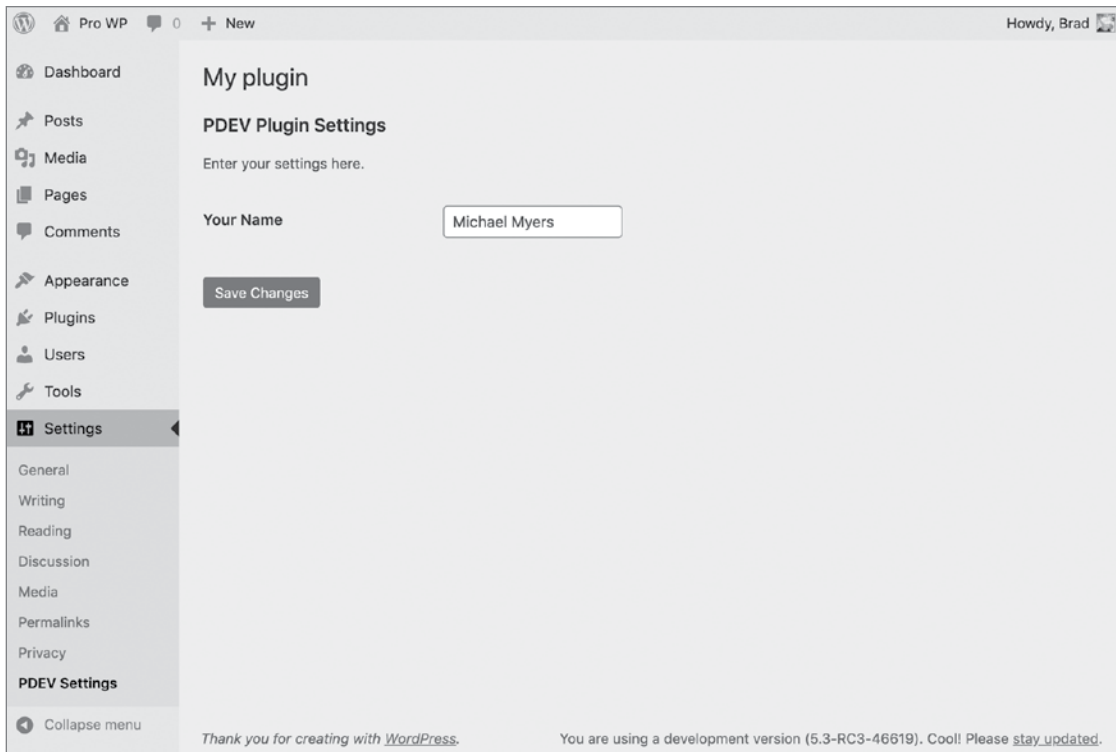 Pro WP 0 + New Howdy, Brad
Dashboard
Posts
Media
Pages
Comments
Appearance
Plugins
Users
Tools
Settings
General
Writing
Reading
Discussion
Media
Permalinks
Privacy
PDEV Settings
Collapse menu
My plugin
PDEV Plugin Settings
Enter your settings here.
Your Name Michael Myers
Save Changes
Thank you for creating with WordPress. You are using a development version (5.3-RC3-46619). Cool! Please stay updated.